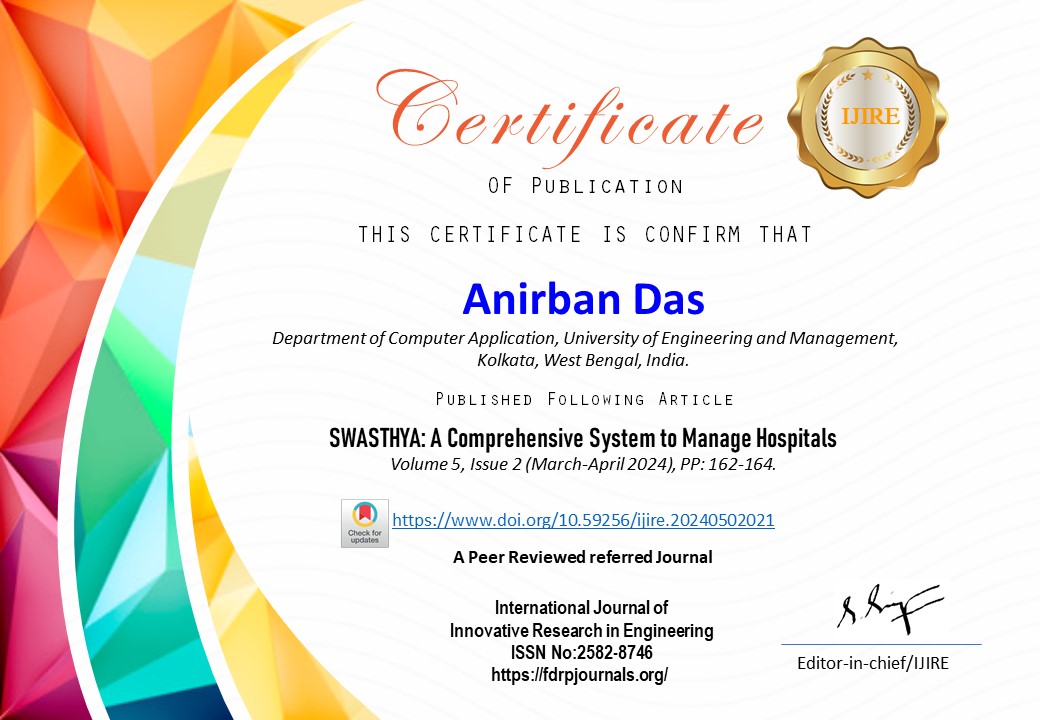 Certificate
IJIRE
OF PUBLICATION
THIS CERTIFICATE IS CONFIRM THAT
Anirban Das
Department of Computer Application, University of Engineering and Management,
Kolkata, West Bengal, India.
PUBLISHED FOLLOWING ARTICLE
SWASTHYA: A Comprehensive System to Manage Hospitals
Volume 5, Issue 2 (March-April 2024), PP: 162-164.
Check for
updates
https://www.doi.org/10.59256/ijire.20240502021
A Peer Reviewed referred Journal
International Journal of
Innovative Research in Engineering
ISSN No:2582-8746
https://fdrpjournals.org/
Editor-in-chief/IJIRE